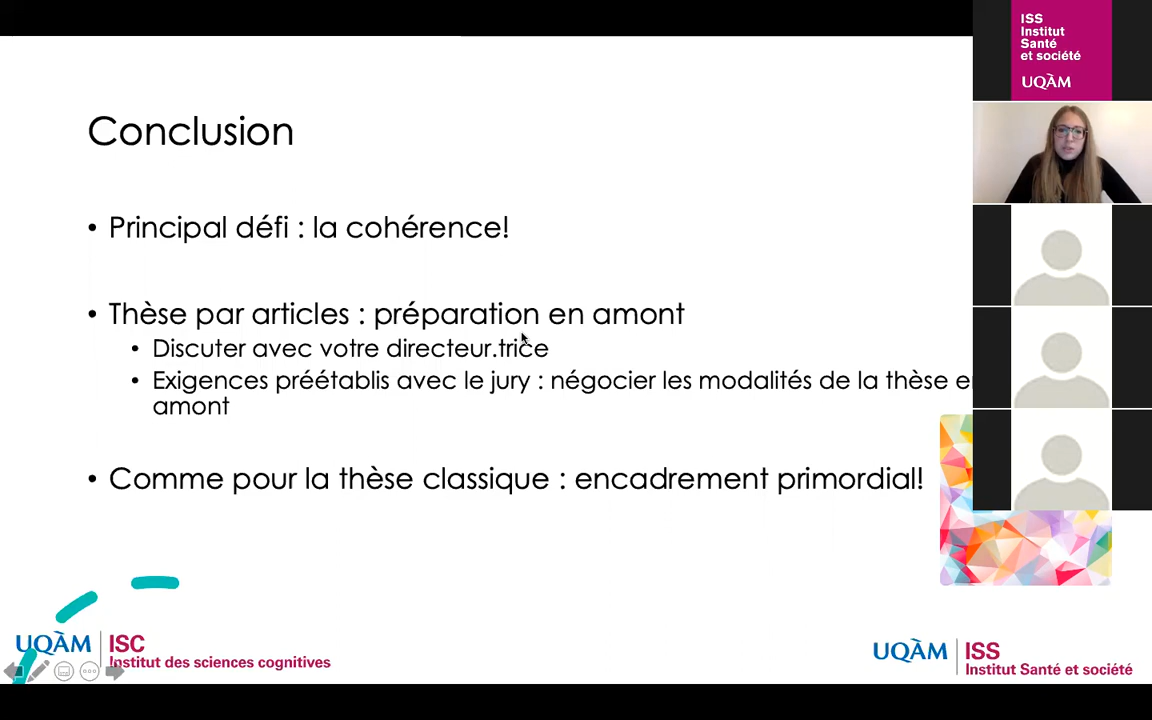 Conclusion
• Principal défi : la cohérence!
• Thèse par articles : préparation en amont
• Discuter avec votre directeur.trice
• Exigences préétablis avec le jury : négocier les modalités de la thèse
amont
• Comme pour la thèse classique : encadrement primordial!
UQÀM
ISC
Institut des sciences cognitives
UQÀM
ISS
Institut Santé et société
ISS
Institut
Santé
et société
UQÀM